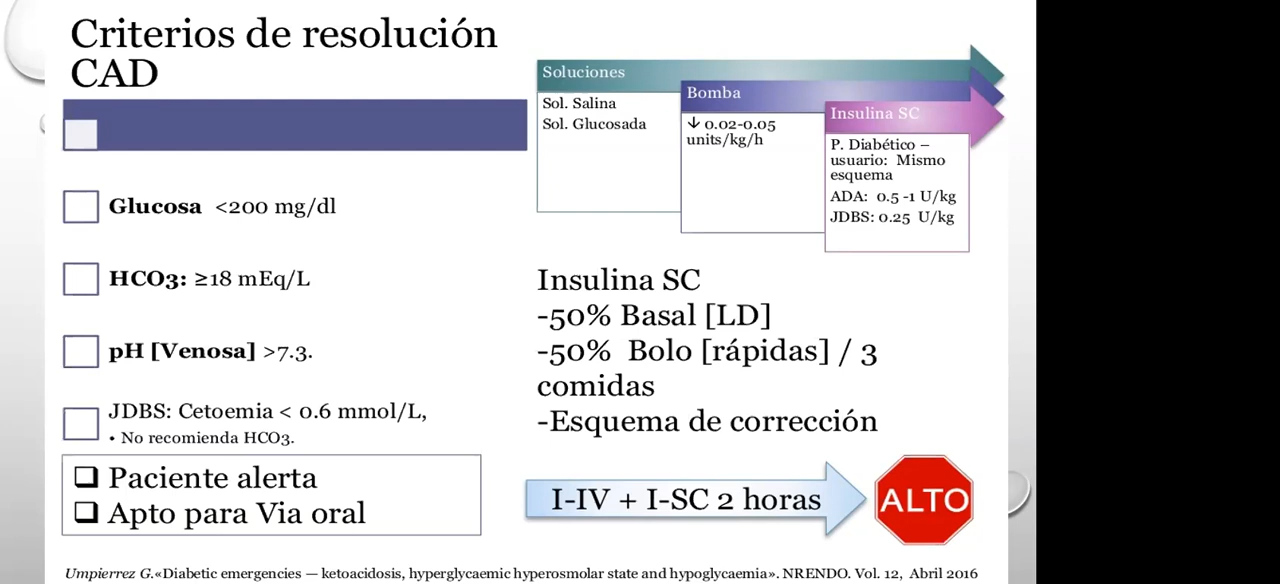 Criterios de resolución
CAD
Glucosa <200 mg/dl
HCO3: ≥18 mEq/L
pH [Venosa] >7.3.
JDBS: Cetoemia < 0.6 mmol/L,
• No recomienda HCO3.
❑ Paciente alerta
❑ Apto para Via oral
Soluciones
Sol. Salina
Sol. Glucosada
Bomba
↓ 0.02-0.05
units/kg/h
Insulina SC
P. Diabético –
usuario: Mismo
esquema
ADA: 0.5 -1 U/kg
JDBS: 0.25 U/kg
Insulina SC
-50% Basal [LD]
-50% Bolo [rápidas] / 3
comidas
-Esquema de corrección
I-IV + I-SC 2 horas
ALTO
Umpierrez G.«Diabetic emergencies — ketoacidosis, hyperglycaemic hyperosmolar state and hypoglycaemia». NRENDO. Vol. 12, Abril 2016